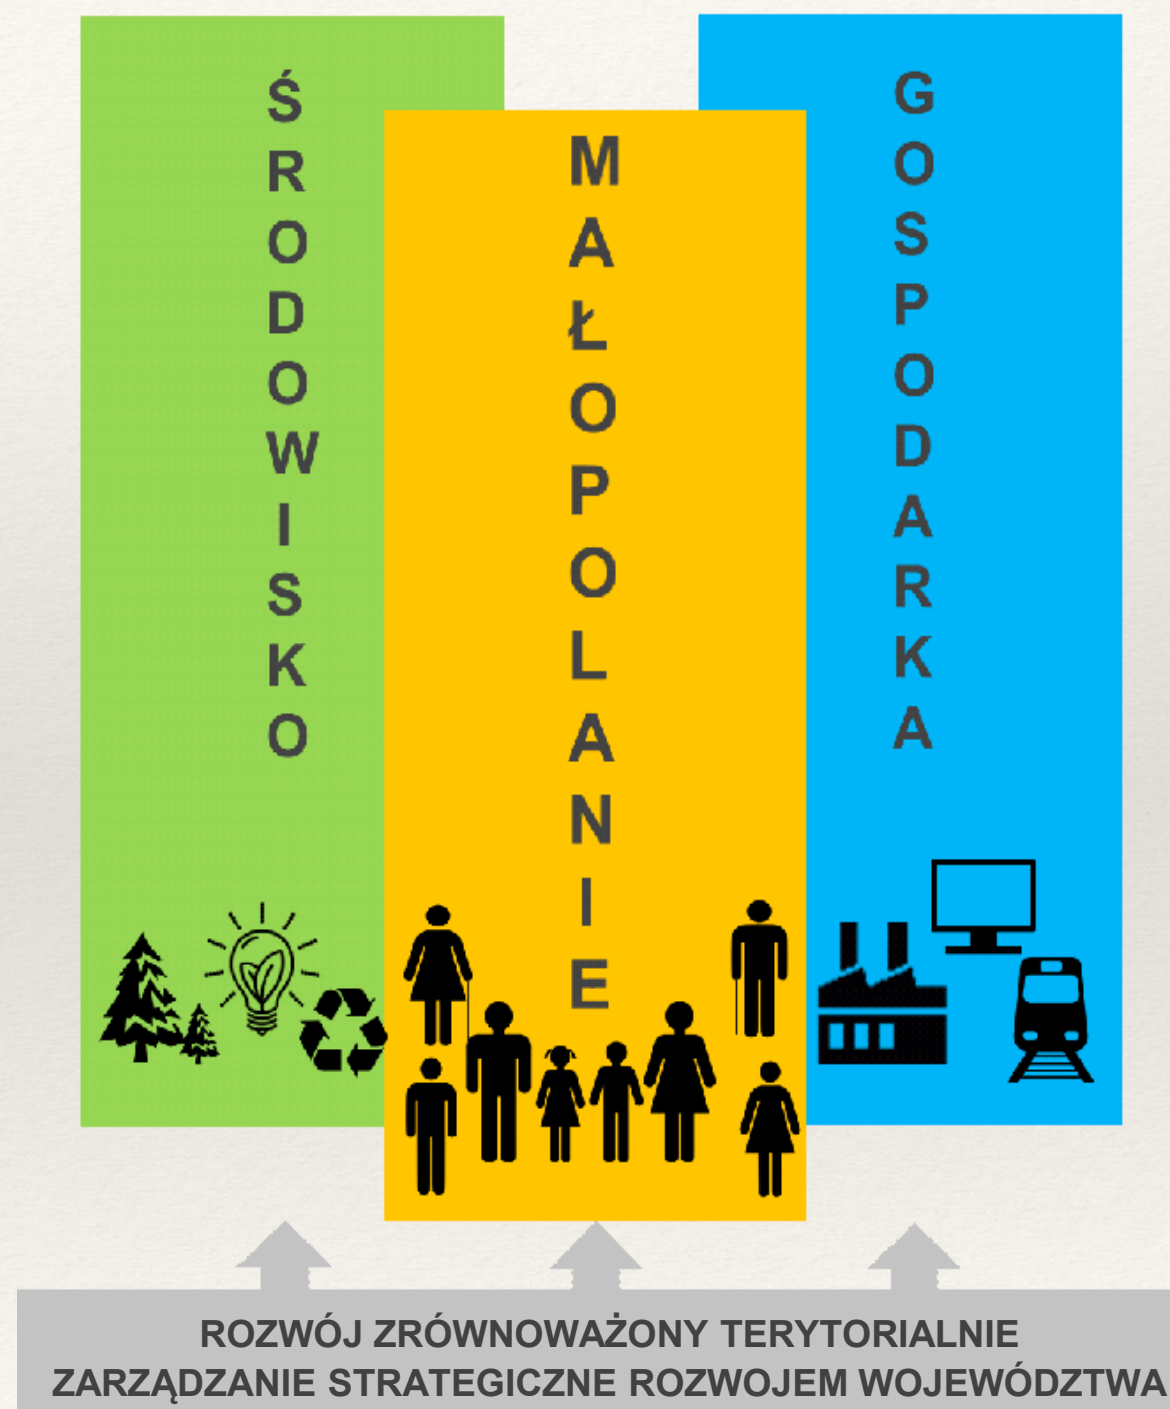 ŚRODOWISKO
MAŁOPOLANIE
GOSPODARKA
ROZWÓJ ZRÓWNOWAŻONY TERYTORIALNIE
ZARZĄDZANIE STRATEGICZNE ROZWOJEM WOJEWÓDZTWA